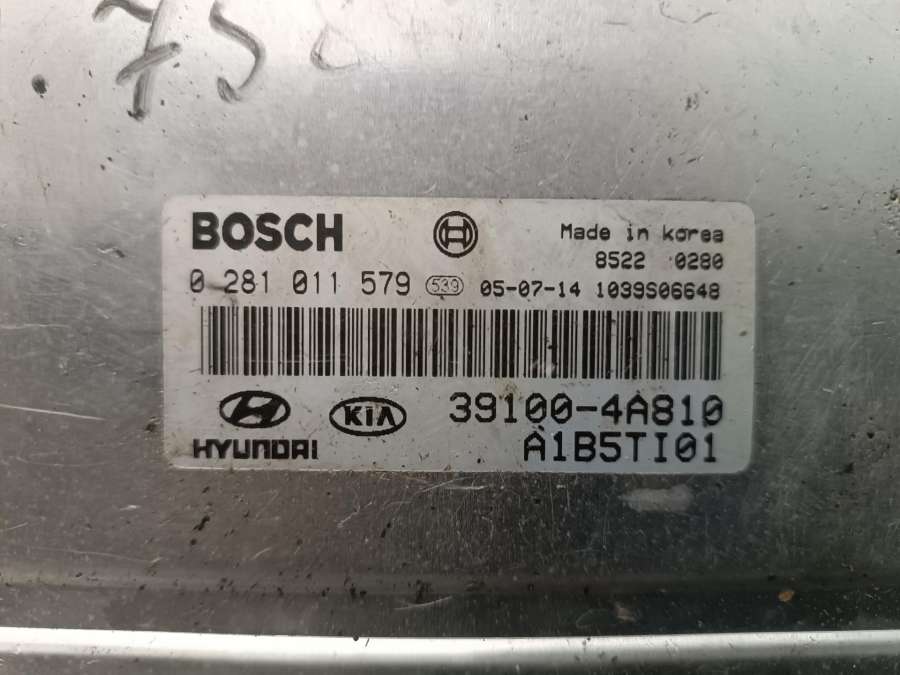 75
BOSCH
Made in korea
8522 0280
0 281 011 579 539 05-07-14 1039S06648
HYUNDAI KIA 39100-4A810
A1B5TI01